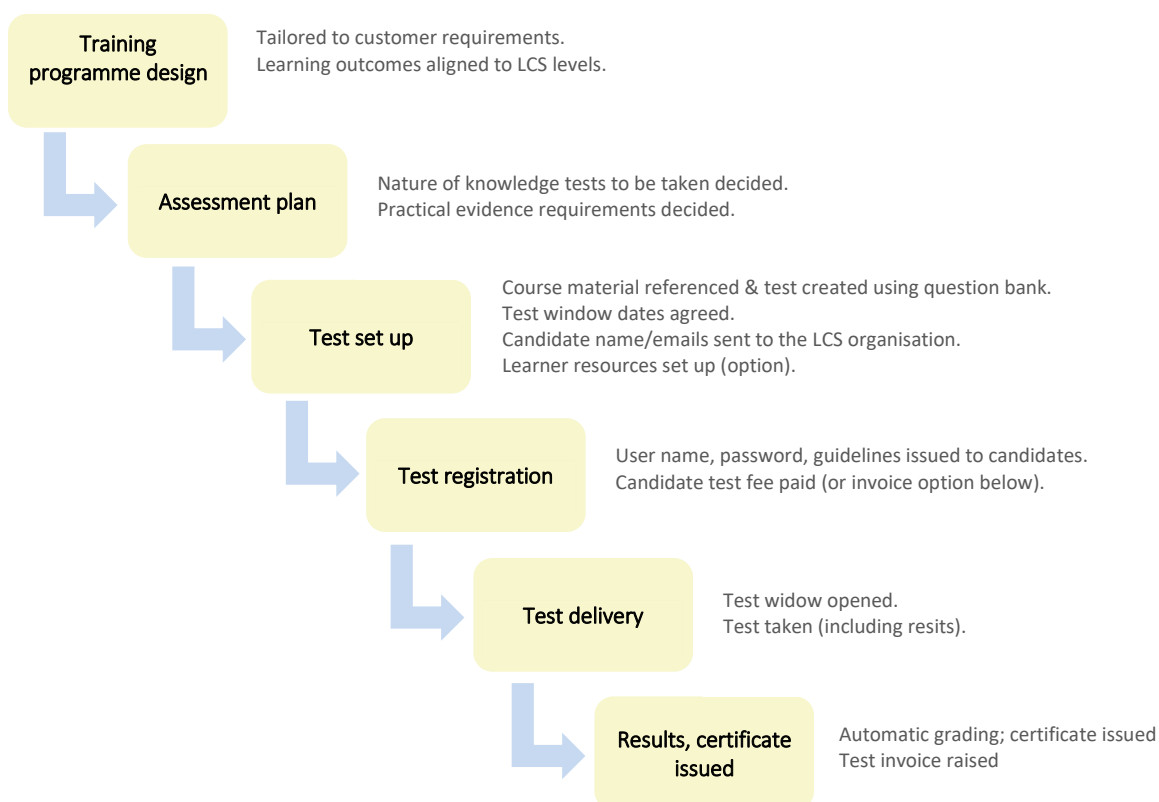 Training
programme design
Tailored to customer requirements.
Learning outcomes aligned to LCS levels.
Assessment plan
Nature of knowledge tests to be taken decided.
Practical evidence requirements decided.
Test set up
Course material referenced & test created using question bank.
Test window dates agreed.
Candidate name/emails sent to the LCS organisation.
Learner resources set up (option).
Test registration
User name, password, guidelines issued to candidates.
Candidate test fee paid (or invoice option below).
Test delivery
Test widow opened.
Test taken (including resits).
Results, certificate
issued
Automatic grading; certificate issued
Test invoice raised